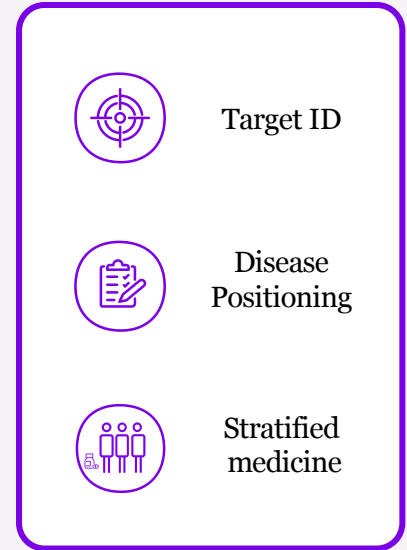 Target ID
Disease
Positioning
Stratified
medicine